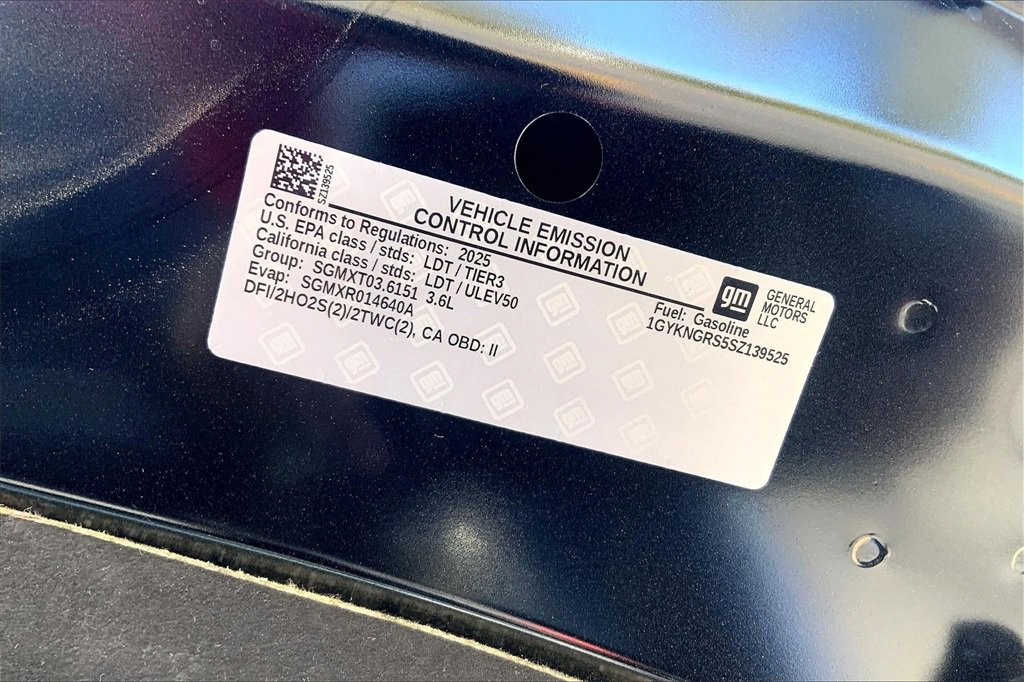 SZ139525
VEHICLE EMISSION
CONTROL INFORMATION
Conforms to Regulations: 2025
U.S. EPA class / stds: LDT / TIER3
California class / stds: LDT / ULEV50
Group: SGMXT03.6151 3.6L
Evap: SGMXR014640A
DFI/2HO2S(2)/2TWC(2), CA OBD: II
gm
GENERAL
MOTORS
LLC
Fuel: Gasoline
1GYKNGRS5SZ139525